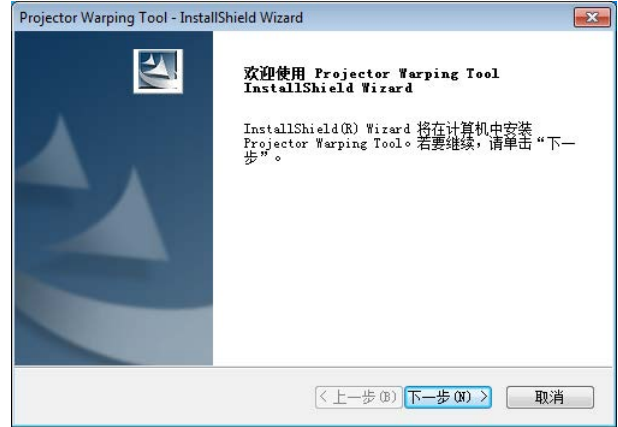 Projector Warping Tool - InstallShield Wizard
欢迎使用 Projector Warping Tool
InstallShield Wizard
InstallShield(R) Wizard 将在计算机中安装
Projector Warping Tool。若要继续，请单击“下一
步”。
< 上一步(B) 下一步(N) > 取消